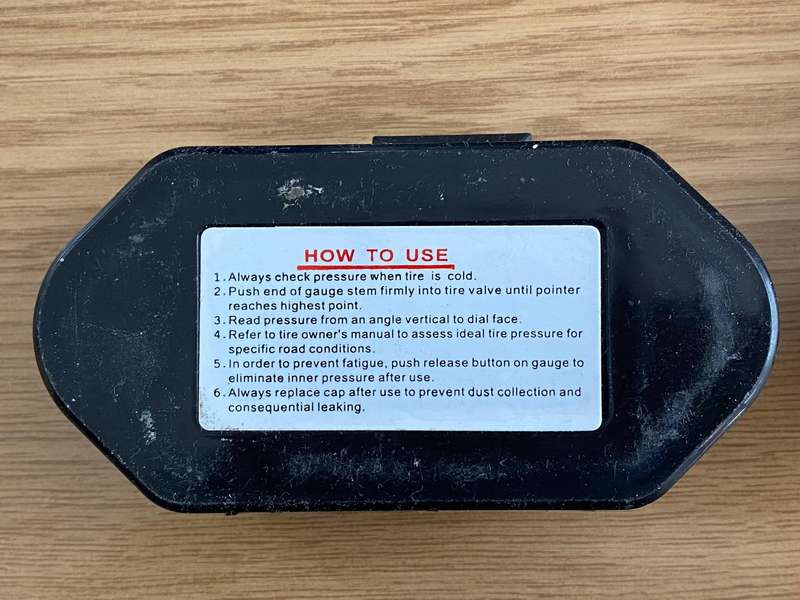 HOW TO USE
1. Always check pressure when tire is cold.
2. Push end of gauge stem firmly into tire valve until pointer
reaches highest point.
3. Read pressure from an angle vertical to dial face.
4. Refer to tire owner's manual to assess ideal tire pressure for
specific road conditions.
5. In order to prevent fatigue, push release button on gauge to
eliminate inner pressure after use.
6. Always replace cap after use to prevent dust collection and
consequential leaking.